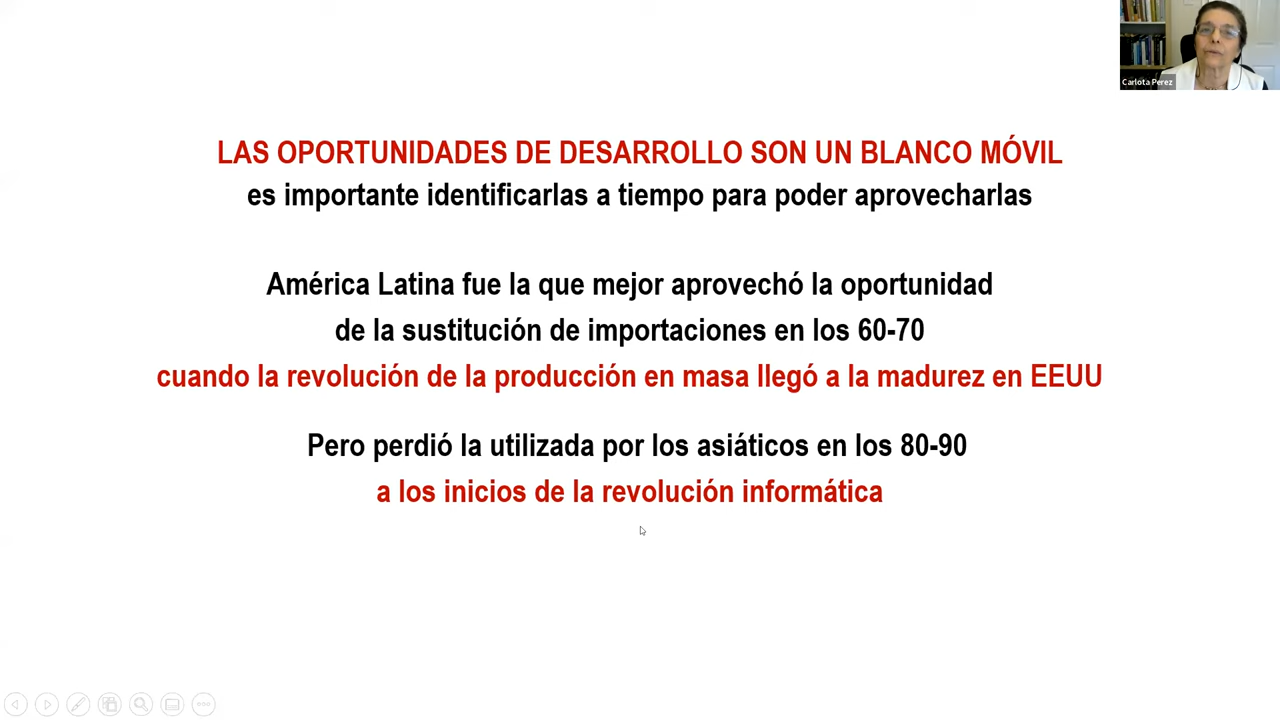 Carlota Perez
LAS OPORTUNIDADES DE DESARROLLO SON UN BLANCO MÓVIL
es importante identificarlas a tiempo para poder aprovecharlas
América Latina fue la que mejor aprovechó la oportunidad
de la sustitución de importaciones en los 60-70
cuando la revolución de la producción en masa llegó a la madurez en EEUU
Pero perdió la utilizada por los asiáticos en los 80-90
a los inicios de la revolución informática